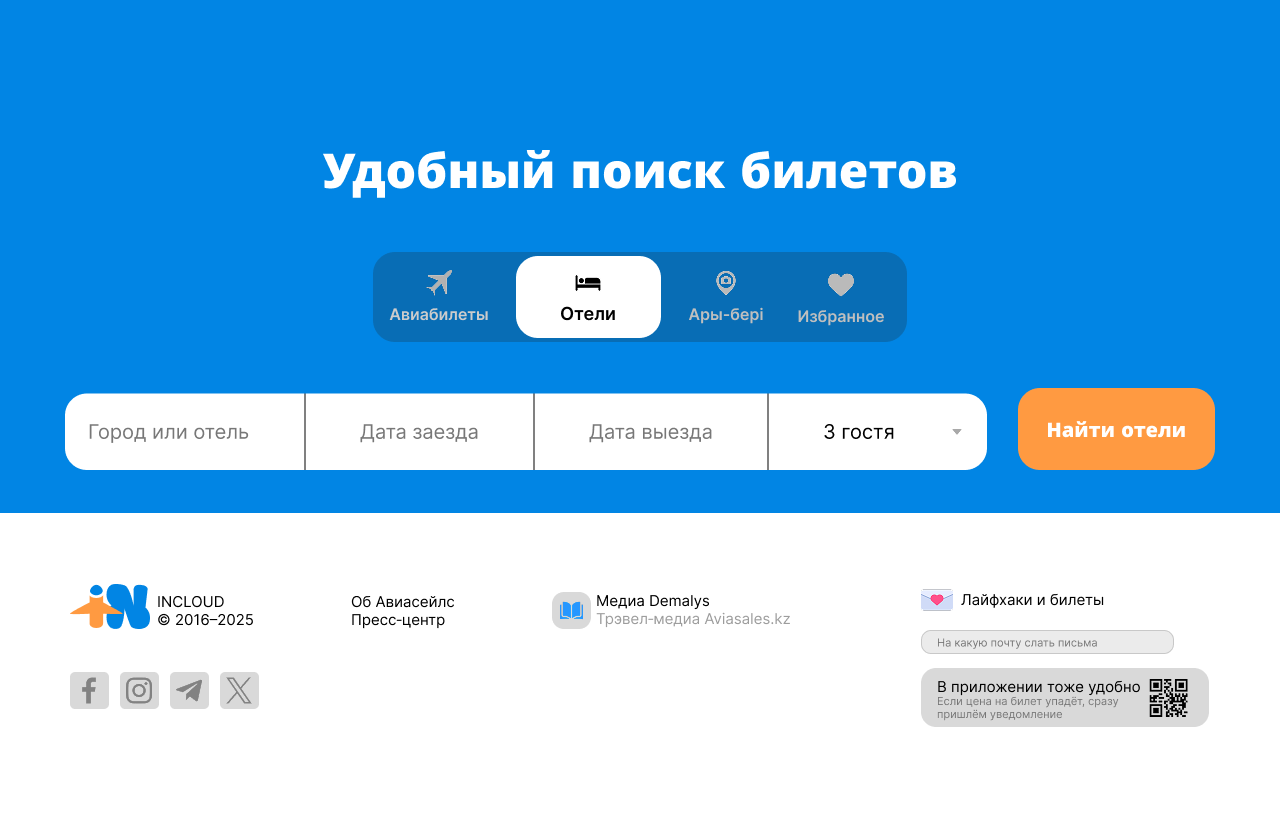 Удобный поиск билетов
Авиабилеты
Отели
Ары-бері
Избранное
Город или отель
Дата заезда
Дата выезда
3 гостя
Найти отели
iN
INCLOUD
© 2016–2025
Об Авиасейлс
Пресс-центр
Медиа Demalys
Трэвел-медиа Aviasales.kz
Лайфхаки и билеты
На какую почту слать письма
В приложении тоже удобно
Если цена на билет упадёт, сразу
пришлём уведомление